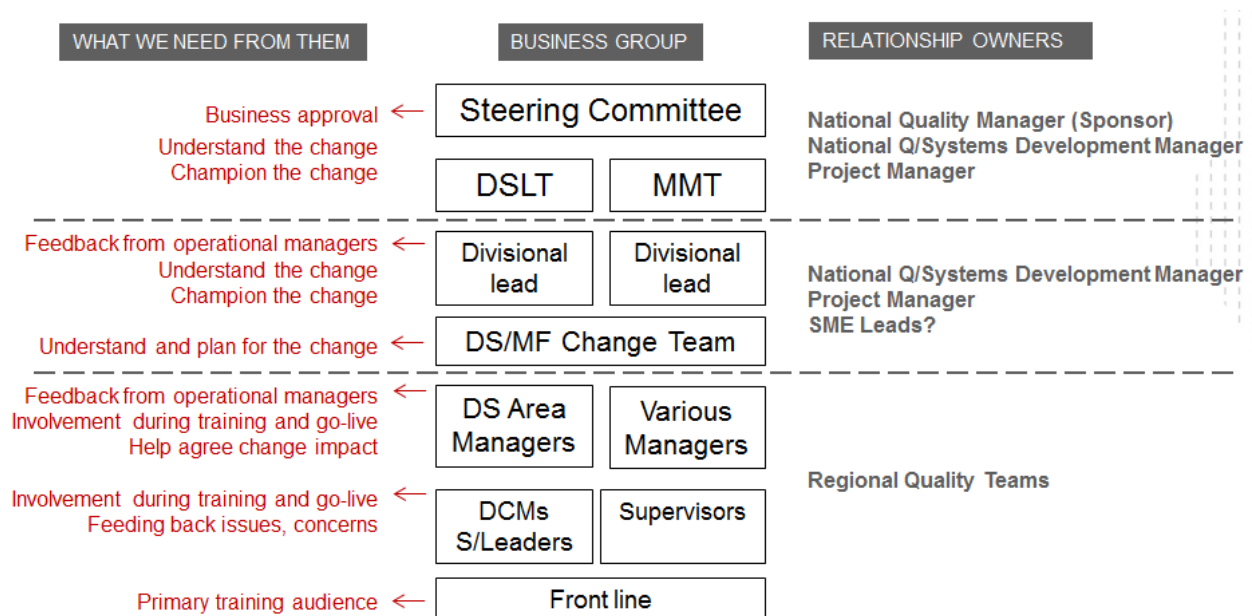 WHAT WE NEED FROM THEM
BUSINESS GROUP
RELATIONSHIP OWNERS
Business approval
Understand the change
Champion the change
Steering Committee
DSLT
MMT
National Quality Manager (Sponsor)
National Q/Systems Development Manager
Project Manager
Feedback from operational managers
Understand the change
Champion the change
Divisional
lead
Divisional
lead
National Q/Systems Development Manager
Project Manager
SME Leads?
Understand and plan for the change
DS/MF Change Team
Feedback from operational managers
Involvement during training and go-live
Help agree change impact
DS Area
Managers
Various
Managers
Regional Quality Teams
Involvement during training and go-live
Feeding back issues, concerns
DCMs
S/Leaders
Supervisors
Primary training audience
Front line